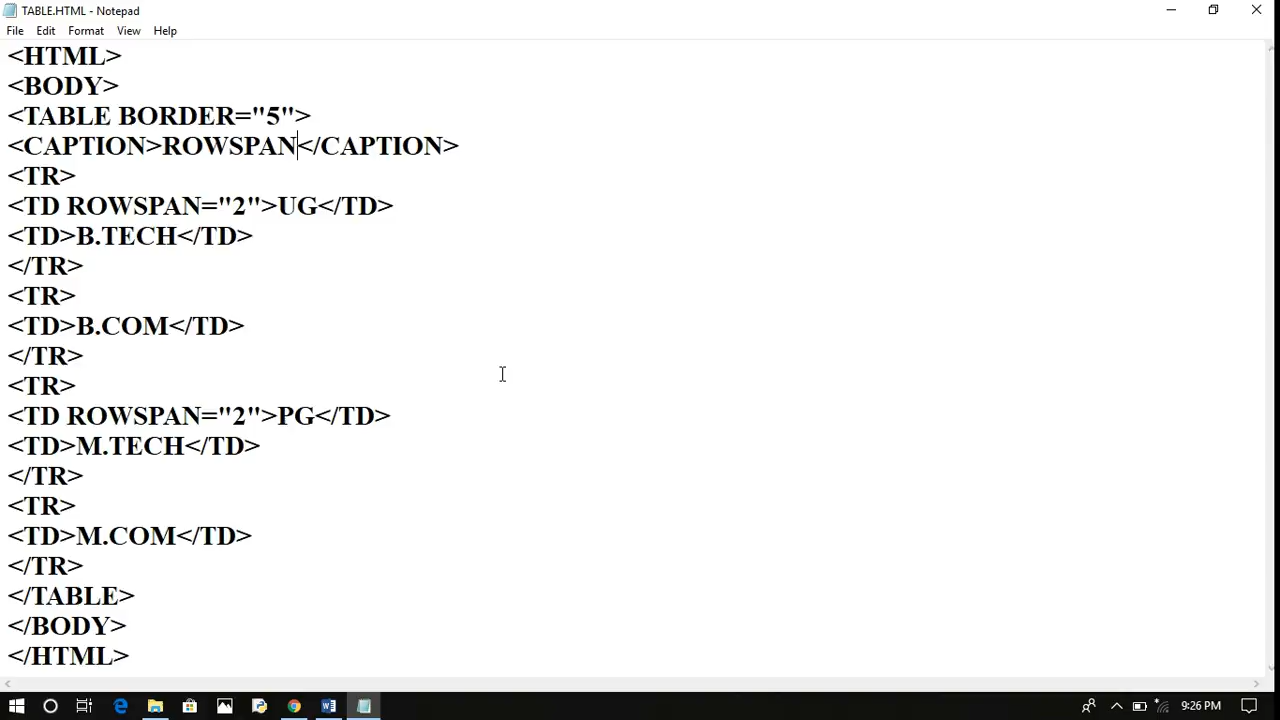 TABLE.HTML - Notepad
File Edit Format View Help
<HTML>
<BODY>
<TABLE BORDER="5">
<CAPTION>ROWSPAN</CAPTION>
<TR>
<TD ROWSPAN="2">UG</TD>
<TD>B.TECH</TD>
</TR>
<TR>
<TD>B.COM</TD>
</TR>
<TR>
<TD ROWSPAN="2">PG</TD>
<TD>M.TECH</TD>
</TR>
<TR>
<TD>M.COM</TD>
</TR>
</TABLE>
</BODY>
</HTML>
9:26 PM